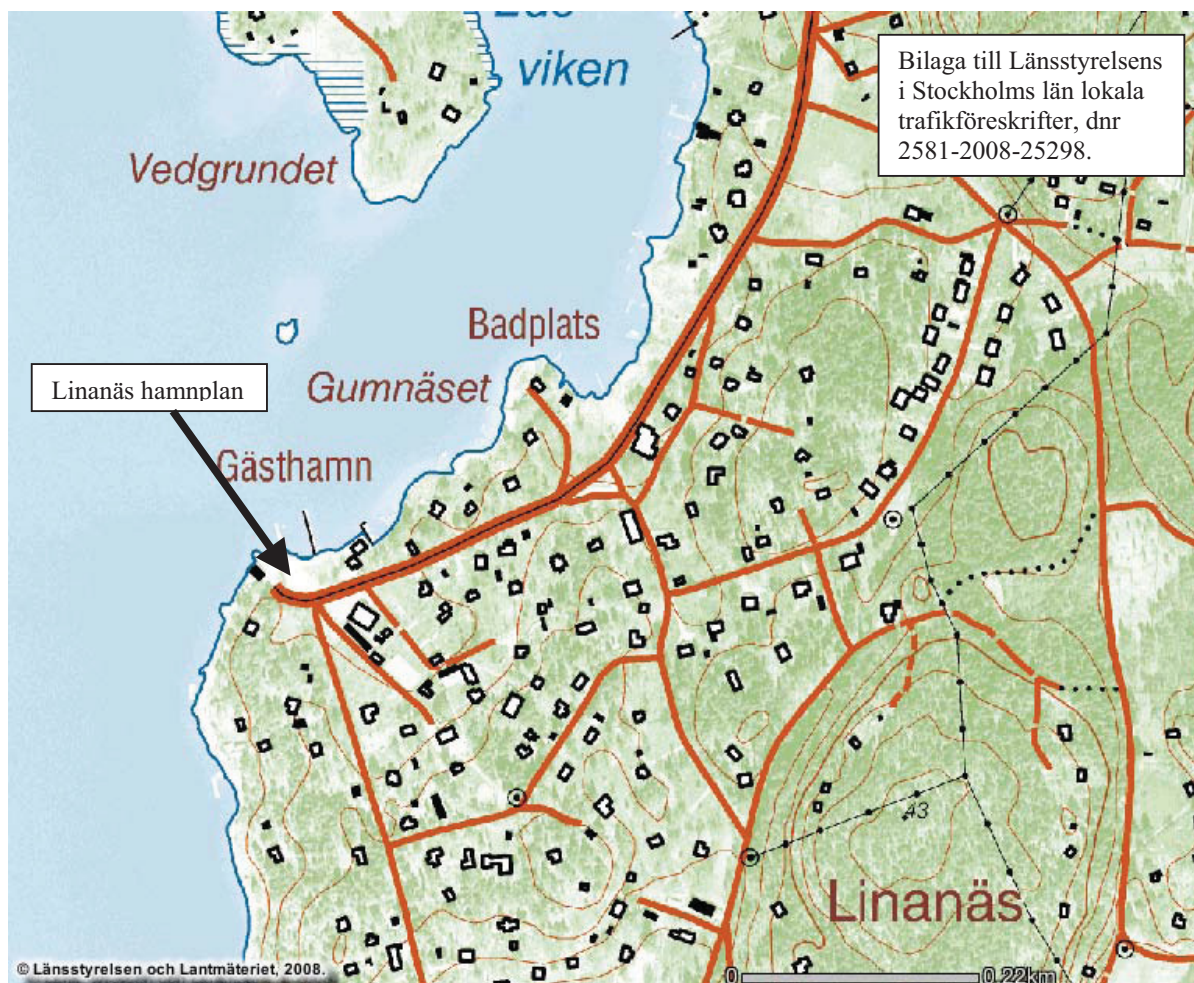 viken
Bilaga till Länsstyrelsens
i Stockholms län lokala
trafikföreskrifter, dnr
2581-2008-25298.
Vedgrundet
Badplats
Linanäs hamnplan
Gumnäset
Gästhamn
43
Linanäs
© Länsstyrelsen och Lantmäteriet, 2008.
0 0.22km